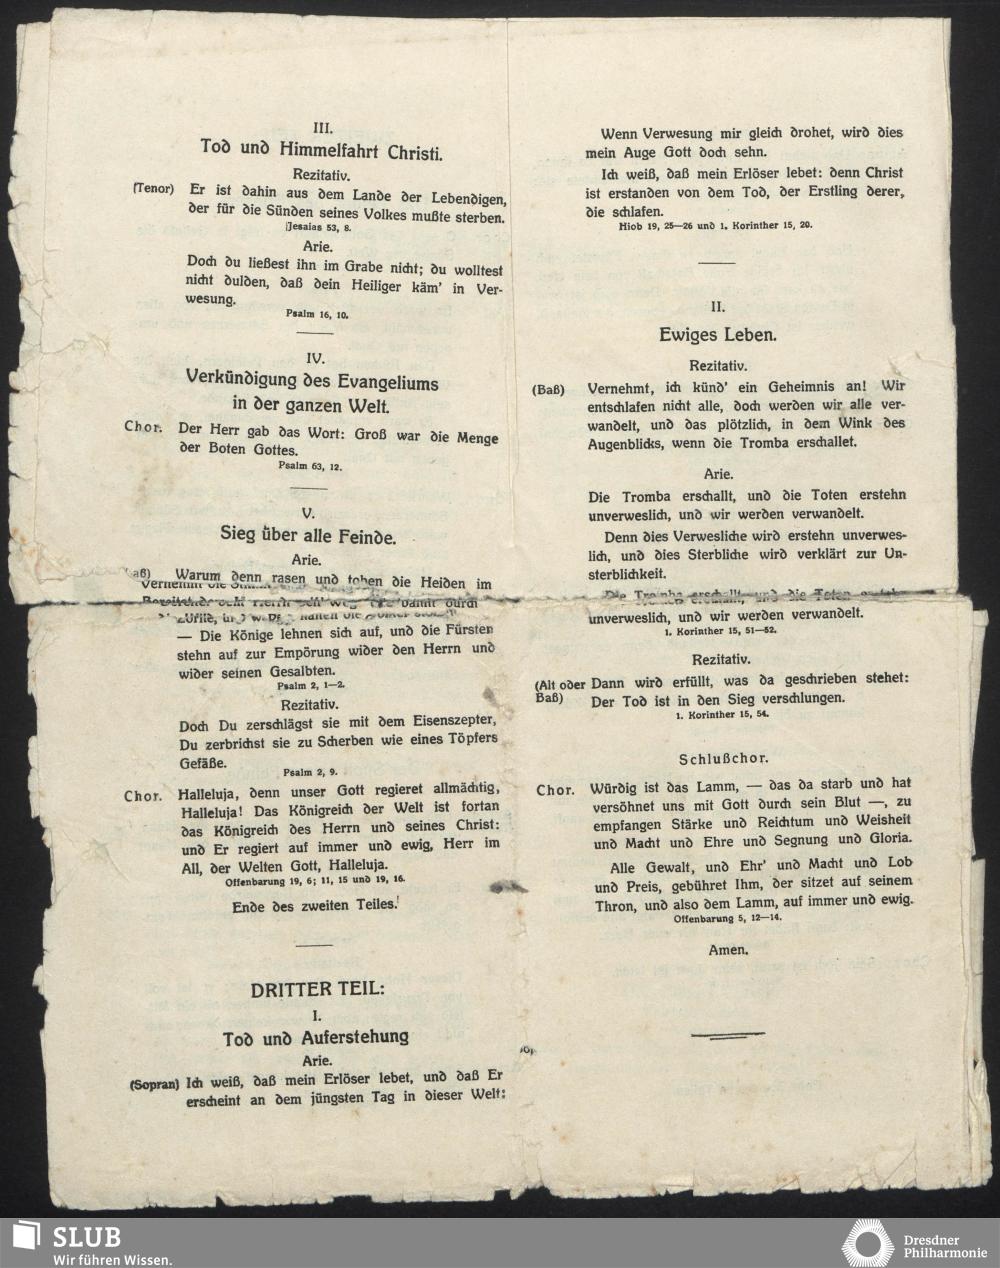 III.
Tod und Himmelfahrt Christi.
Rezitativ.
(Tenor) Er ist dahin aus dem Lande der Lebendigen,
der für die Sünden seines Volkes mußte sterben.
Jesaias 53, 8.
Arie.
Doch du ließest ihn im Grabe nicht; du wolltest
nicht dulden, daß dein Heiliger käm' in Ver-
wesung.
Psalm 16, 10.
IV.
Verkündigung des Evangeliums
in der ganzen Welt.
Chor. Der Herr gab das Wort: Groß war die Menge
der Boten Gottes.
Psalm 63, 12.
V.
Sieg über alle Feinde.
Arie.
Warum denn rasen und toben die Heiden im
— Die Könige lehnen sich auf, und die Fürsten
stehn auf zur Empörung wider den Herrn und
wider seinen Gesalbten.
Psalm 2, 1—2.
Rezitativ.
Doch Du zerschlägst sie mit dem Eisenszepter,
Du zerbrichst sie zu Scherben wie eines Töpfers
Gefäße.
Psalm 2, 9.
Chor. Halleluja, denn unser Gott regieret allmächtig,
Halleluja! Das Königreich der Welt ist fortan
das Königreich des Herrn und seines Christ:
und Er regiert auf immer und ewig, Herr im
All, der Welten Gott, Halleluja.
Offenbarung 19, 6; 11, 15 und 19, 16.
Ende des zweiten Teiles.
DRITTER TEIL:
I.
Tod und Auferstehung
Arie.
(Sopran) Ich weiß, daß mein Erlöser lebet, und daß Er
erscheint an dem jüngsten Tag in dieser Welt:
Wenn Verwesung mir gleich drohet, wird dies
mein Auge Gott doch sehn.
Ich weiß, daß mein Erlöser lebet: denn Christ
ist erstanden von dem Tod, der Erstling derer,
die schlafen.
Hiob 19, 25—26 und 1. Korinther 15, 20.
II.
Ewiges Leben.
Rezitativ.
(Baß) Vernehmt, ich künd' ein Geheimnis an! Wir
entschlafen nicht alle, doch werden wir alle ver-
wandelt, und das plötzlich, in dem Wink des
Augenblicks, wenn die Tromba erschallet.
Arie.
Die Tromba erschallt, und die Toten erstehn
unverweslich, und wir werden verwandelt.
Denn dies Verwesliche wird erstehn unverwes-
lich, und dies Sterbliche wird verklärt zur Un-
sterblichkeit.
Die Tromba erschallt, und die Toten
unverweslich, und wir werden verwandelt.
1. Korinther 15, 51—52.
Rezitativ.
(Alt oder Dann wird erfüllt, was da geschrieben stehet:
Baß) Der Tod ist in den Sieg verschlungen.
1. Korinther 15, 54.
Schlußchor.
Chor. Würdig ist das Lamm, — das da starb und hat
versöhnet uns mit Gott durch sein Blut —, zu
empfangen Stärke und Reichtum und Weisheit
und Macht und Ehre und Segnung und Gloria.
Alle Gewalt, und Ehr' und Macht und Lob
und Preis, gebühret Ihm, der sitzet auf seinem
Thron, und also dem Lamm, auf immer und ewig.
Offenbarung 5, 12—14.
Amen.
SLUB
Wir führen Wissen.
Dresdner
Philharmonie